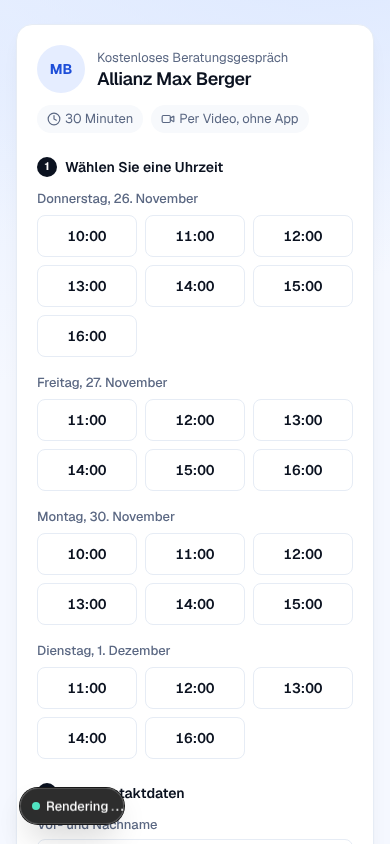 MB
Kostenloses Beratungsgespräch
Allianz Max Berger
30 Minuten
Per Video, ohne App
1 Wählen Sie eine Uhrzeit
Donnerstag, 26. November
10:00 11:00 12:00
13:00 14:00 15:00
16:00
Freitag, 27. November
11:00 12:00 13:00
14:00 15:00 16:00
Montag, 30. November
10:00 11:00 12:00
13:00 14:00 15:00
Dienstag, 1. Dezember
11:00 12:00 13:00
14:00 16:00
taktdaten
Rendering ...
Vor- und Nachname